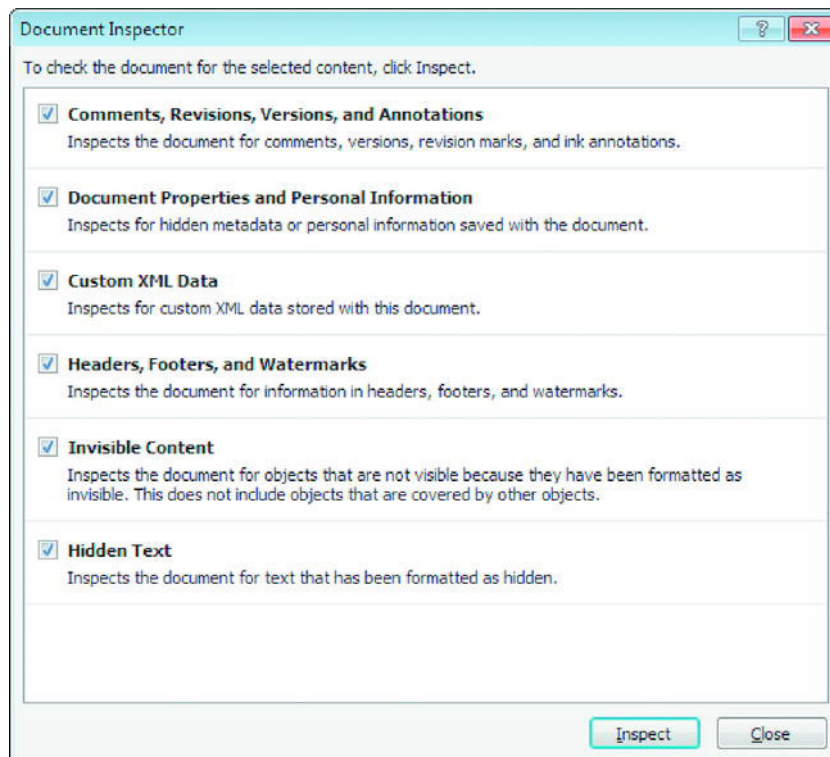 Document Inspector
To check the document for the selected content, click Inspect.
Comments, Revisions, Versions, and Annotations
Inspects the document for comments, versions, revision marks, and ink annotations.
Document Properties and Personal Information
Inspects for hidden metadata or personal information saved with the document.
Custom XML Data
Inspects for custom XML data stored with this document.
Headers, Footers, and Watermarks
Inspects the document for information in headers, footers, and watermarks.
Invisible Content
Inspects the document for objects that are not visible because they have been formatted as
invisible. This does not include objects that are covered by other objects.
Hidden Text
Inspects the document for text that has been formatted as hidden.
Inspect Close